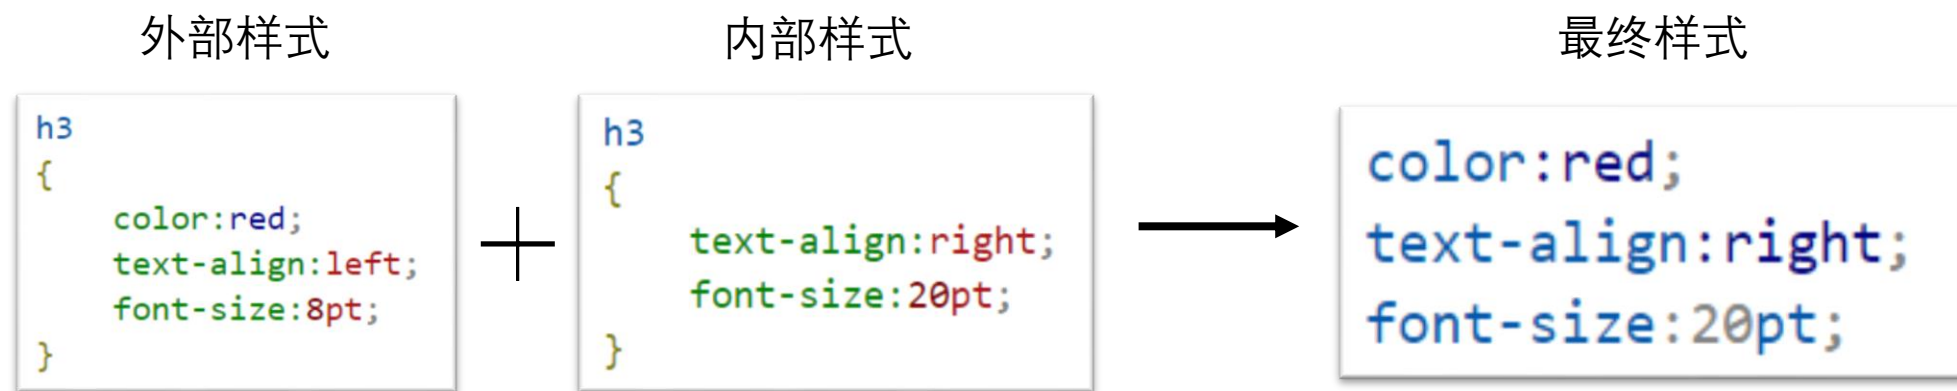 外部样式
h3
{
color:red;
text-align:left;
font-size:8pt;
}
内部样式
h3
{
text-align:right;
font-size:20pt;
}
最终样式
color:red;
text-align:right;
font-size:20pt;